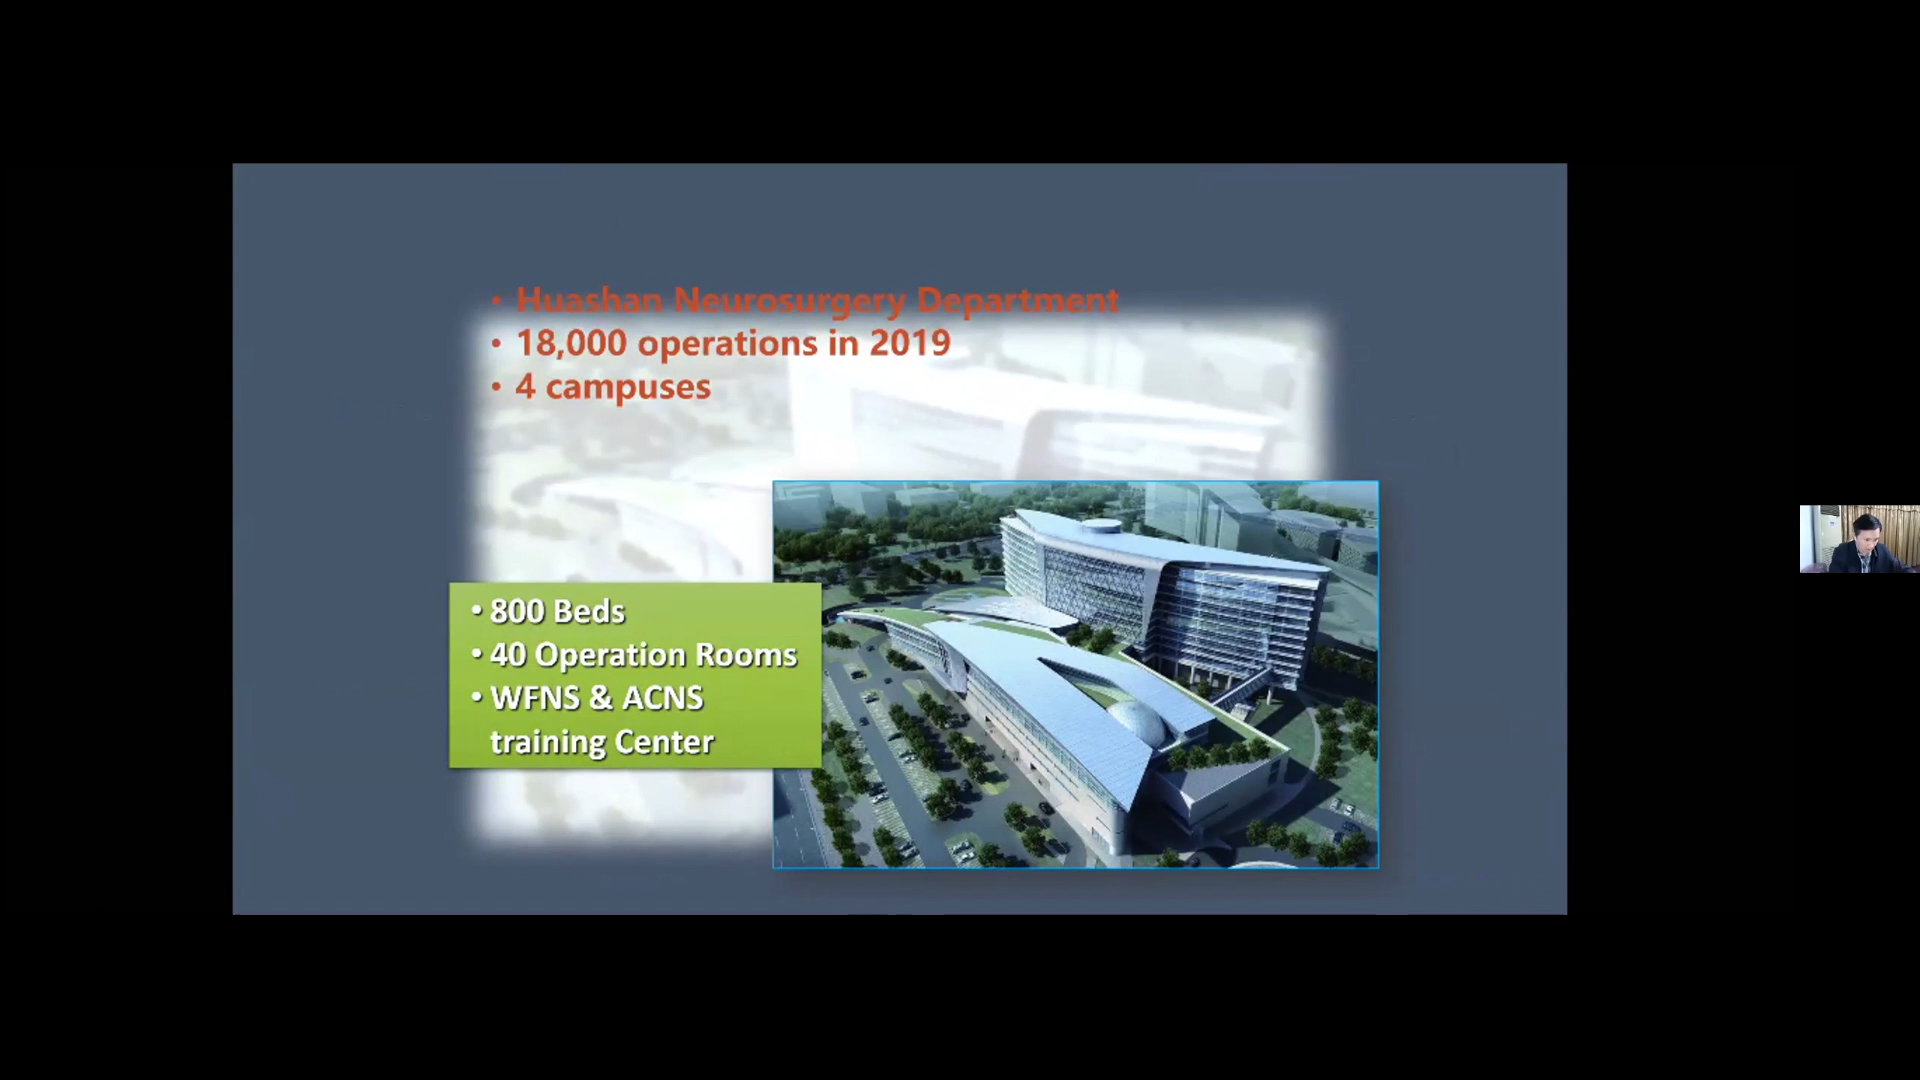 • Huashan Neurosurgery Department
• 18,000 operations in 2019
• 4 campuses
• 800 Beds
• 40 Operation Rooms
• WFNS & ACNS
training Center